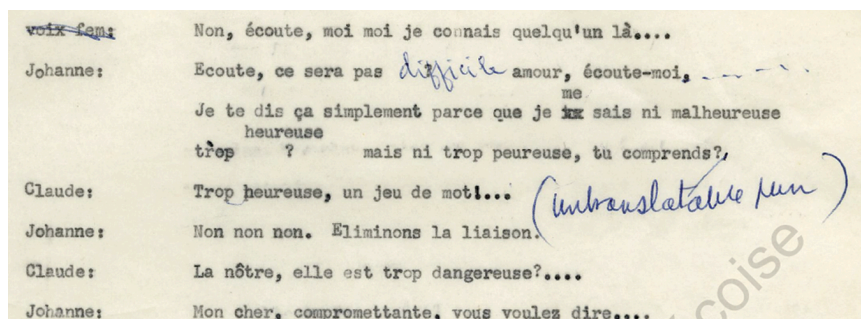 voix fem: Non, écoute, moi moi je connais quelqu'un là....
Johanne: Ecoute, ce sera pas difficile amour, écoute-moi,
me
Je te dis ça simplement parce que je xx sais ni malheureuse
heureuse
trop ? mais ni trop peureuse, tu comprends?
Claude: Trop heureuse, un jeu de mot!... (untranslatable pun)
Johanne: Non non non. Eliminons la liaison.
Claude: La nôtre, elle est trop dangereuse?....
Johanne: Mon cher, compromettante, vous voulez dire....
coise